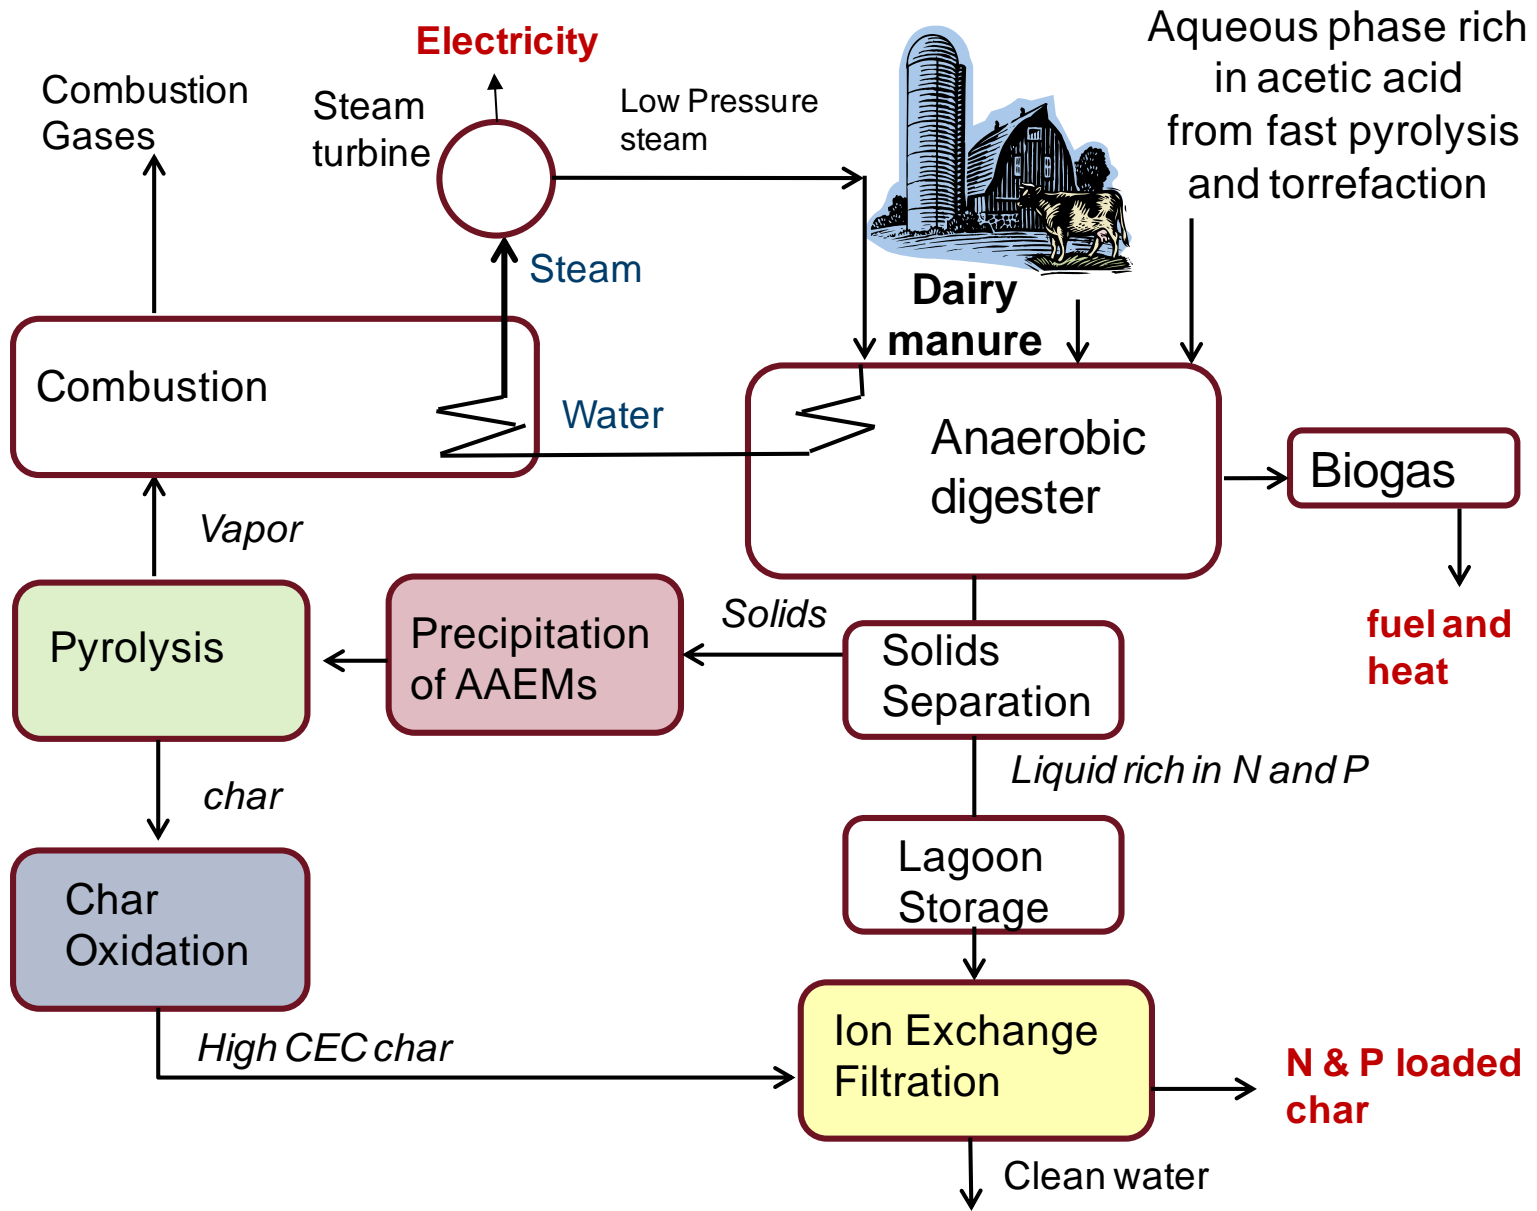 Electricity
Aqueous phase rich
in acetic acid
from fast pyrolysis
and torrefaction
Combustion
Gases
Steam
turbine
Low Pressure
steam
Steam
Dairy
manure
Combustion
Water
Anaerobic
digester
Biogas
Vapor
Pyrolysis
Precipitation
of AAEMs
Solids
Solids
Separation
fuel and
heat
char
Liquid rich in N and P
Char
Oxidation
Lagoon
Storage
High CEC char
Ion Exchange
Filtration
N & P loaded
char
Clean water